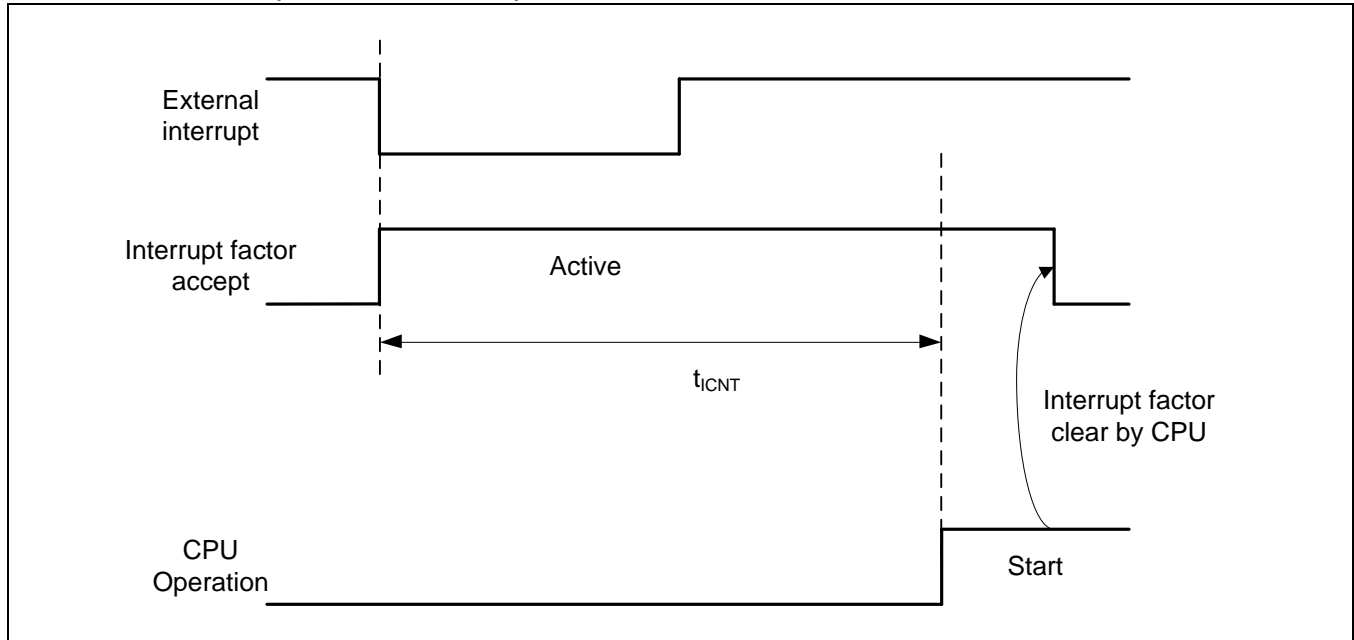 External
interrupt
Interrupt factor
accept
Active
tICNT
Interrupt factor
clear by CPU
CPU
Operation
Start